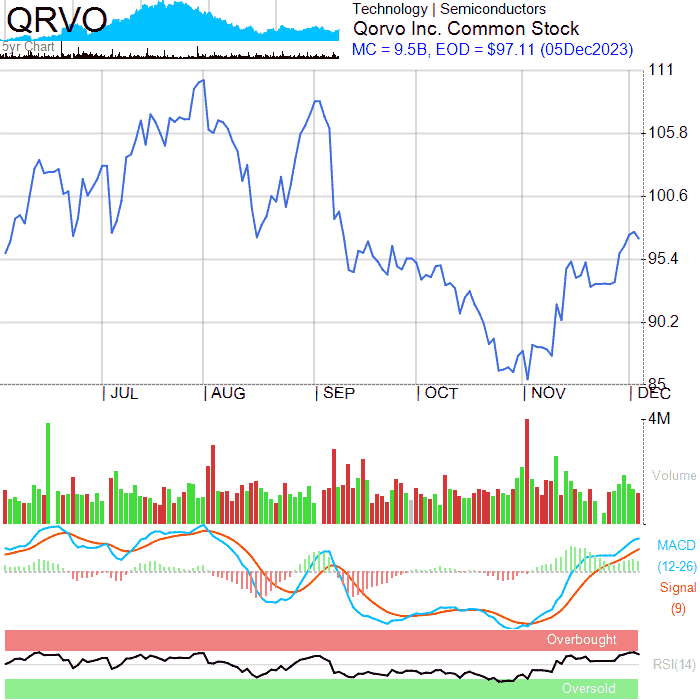 QRVO
5yr Chart
Technology | Semiconductors
Qorvo Inc. Common Stock
MC = 9.5B, EOD = $97.11 (05Dec2023)
111
105.8
100.6
95.4
90.2
85
JUL AUG SEP OCT NOV DEC
4M
Volume
MACD
(12-26)
Signal
(9)
Overbought
RSI(14)
Oversold